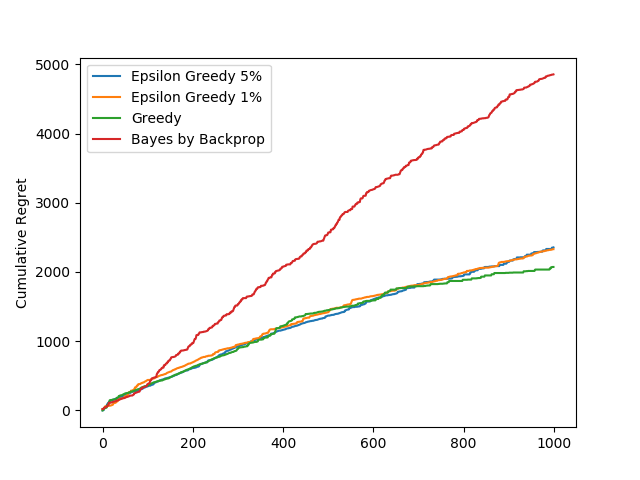 5000
4000
3000
2000
1000
0
Cumulative Regret
Epsilon Greedy 5%
Epsilon Greedy 1%
Greedy
Bayes by Backprop
0 200 400 600 800 1000